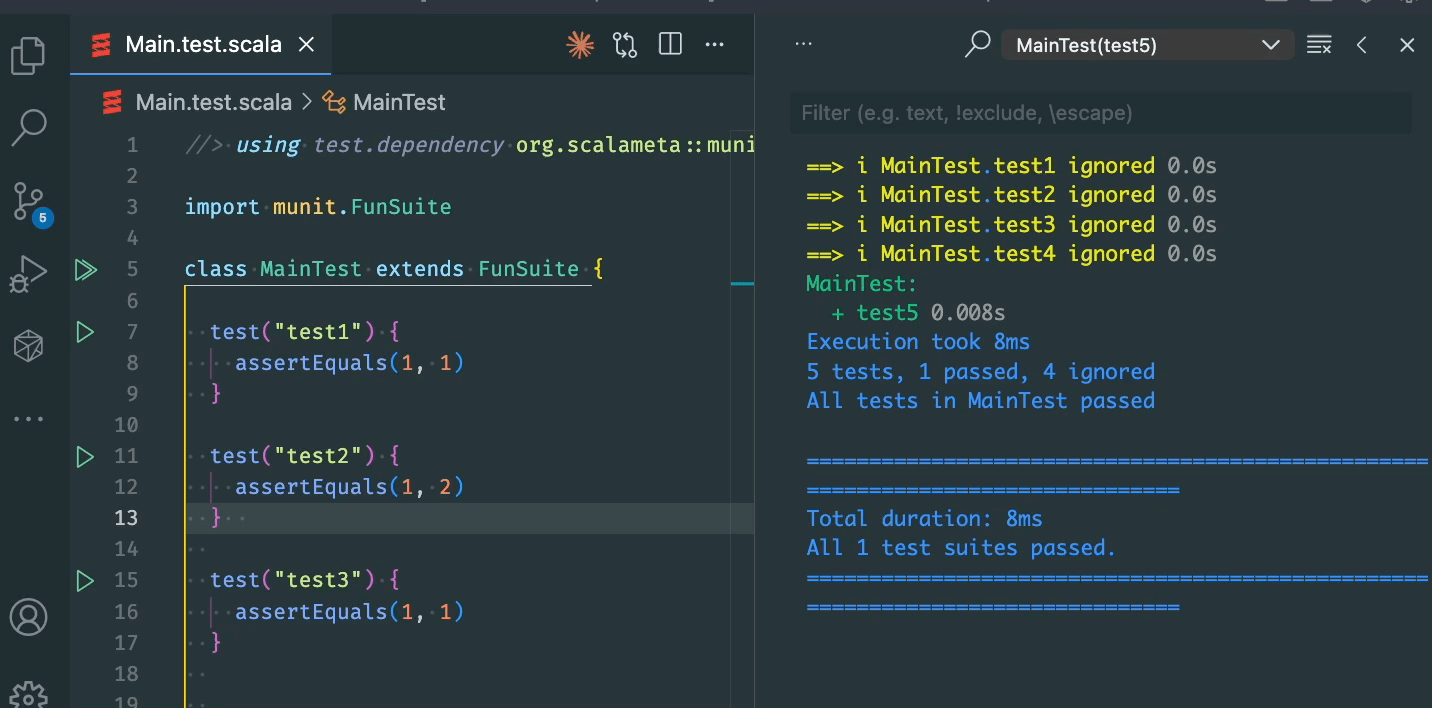 Main.test.scala
MainTest(test5)
Main.test.scala > MainTest
Filter (e.g. text, !exclude, \escape)
5
1 //> using test.dependency org.scalameta::muni
2
3 import munit.FunSuite
4
5 class MainTest extends FunSuite {
6
7 test("test1") {
8 assertEquals(1, 1)
9 }
10
11 test("test2") {
12 assertEquals(1, 2)
13 }
14
15 test("test3") {
16 assertEquals(1, 1)
17 }
18
19
==> i MainTest.test1 ignored 0.0s
==> i MainTest.test2 ignored 0.0s
==> i MainTest.test3 ignored 0.0s
==> i MainTest.test4 ignored 0.0s
MainTest:
+ test5 0.008s
Execution took 8ms
5 tests, 1 passed, 4 ignored
All tests in MainTest passed
==================================================
==============================
Total duration: 8ms
All 1 test suites passed.
==================================================
==============================